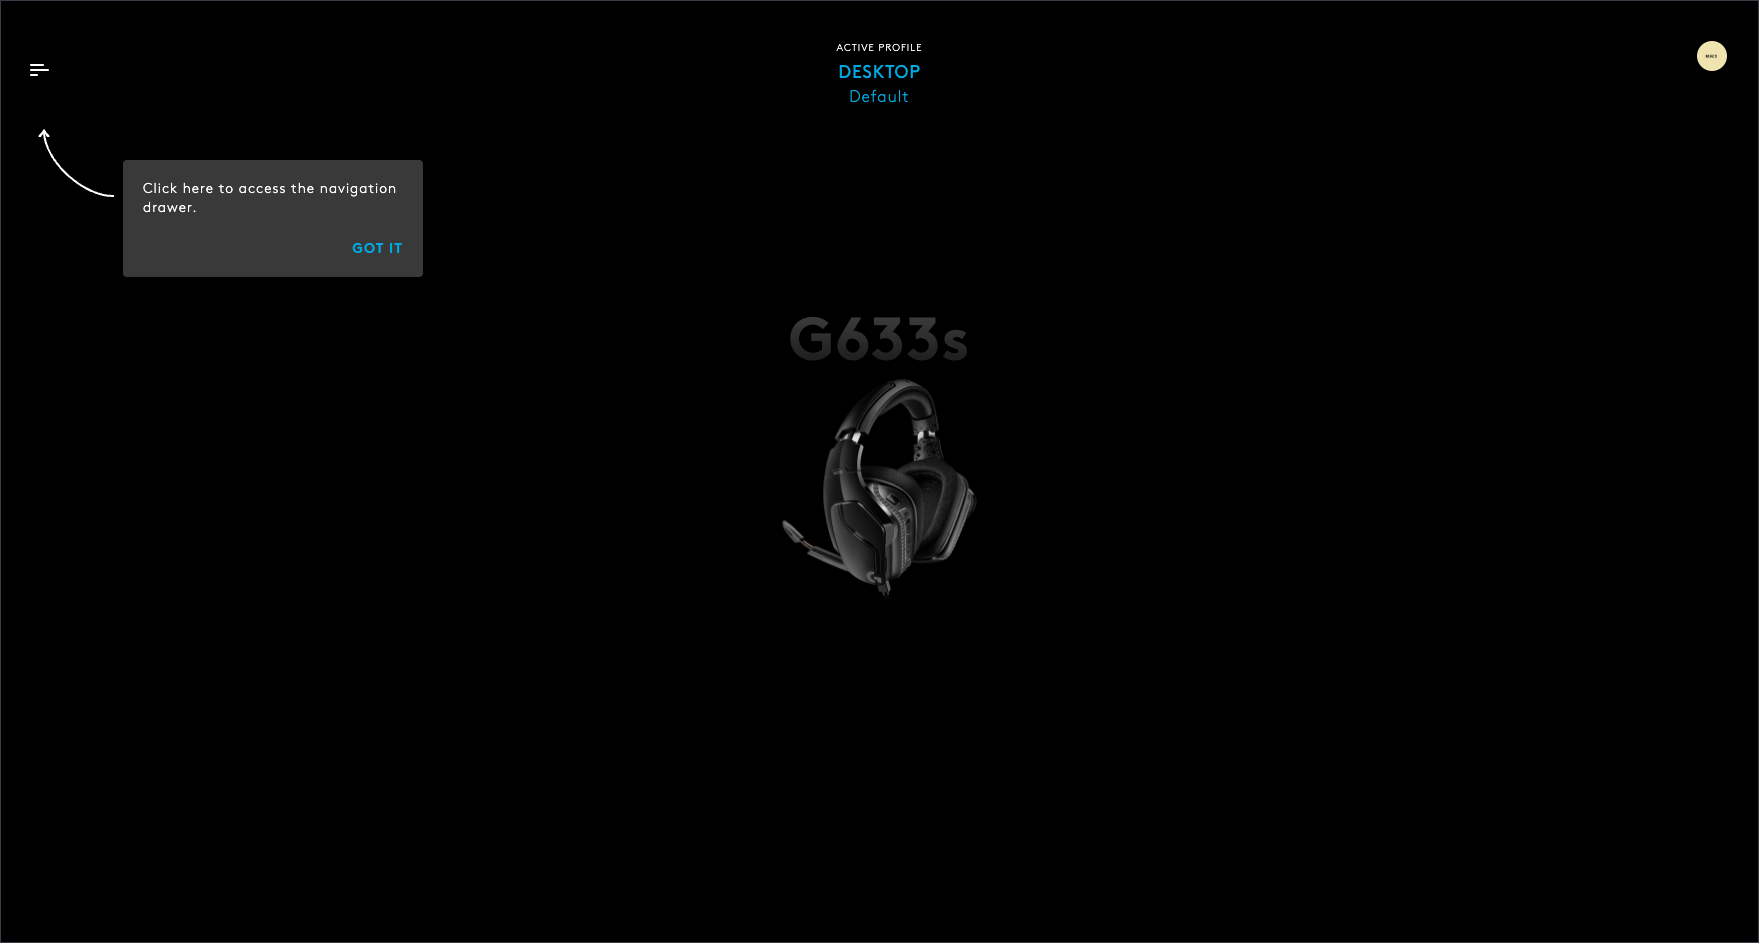 ACTIVE PROFILE
DESKTOP
Default
Click here to access the navigation
drawer.
GOT IT
G633s